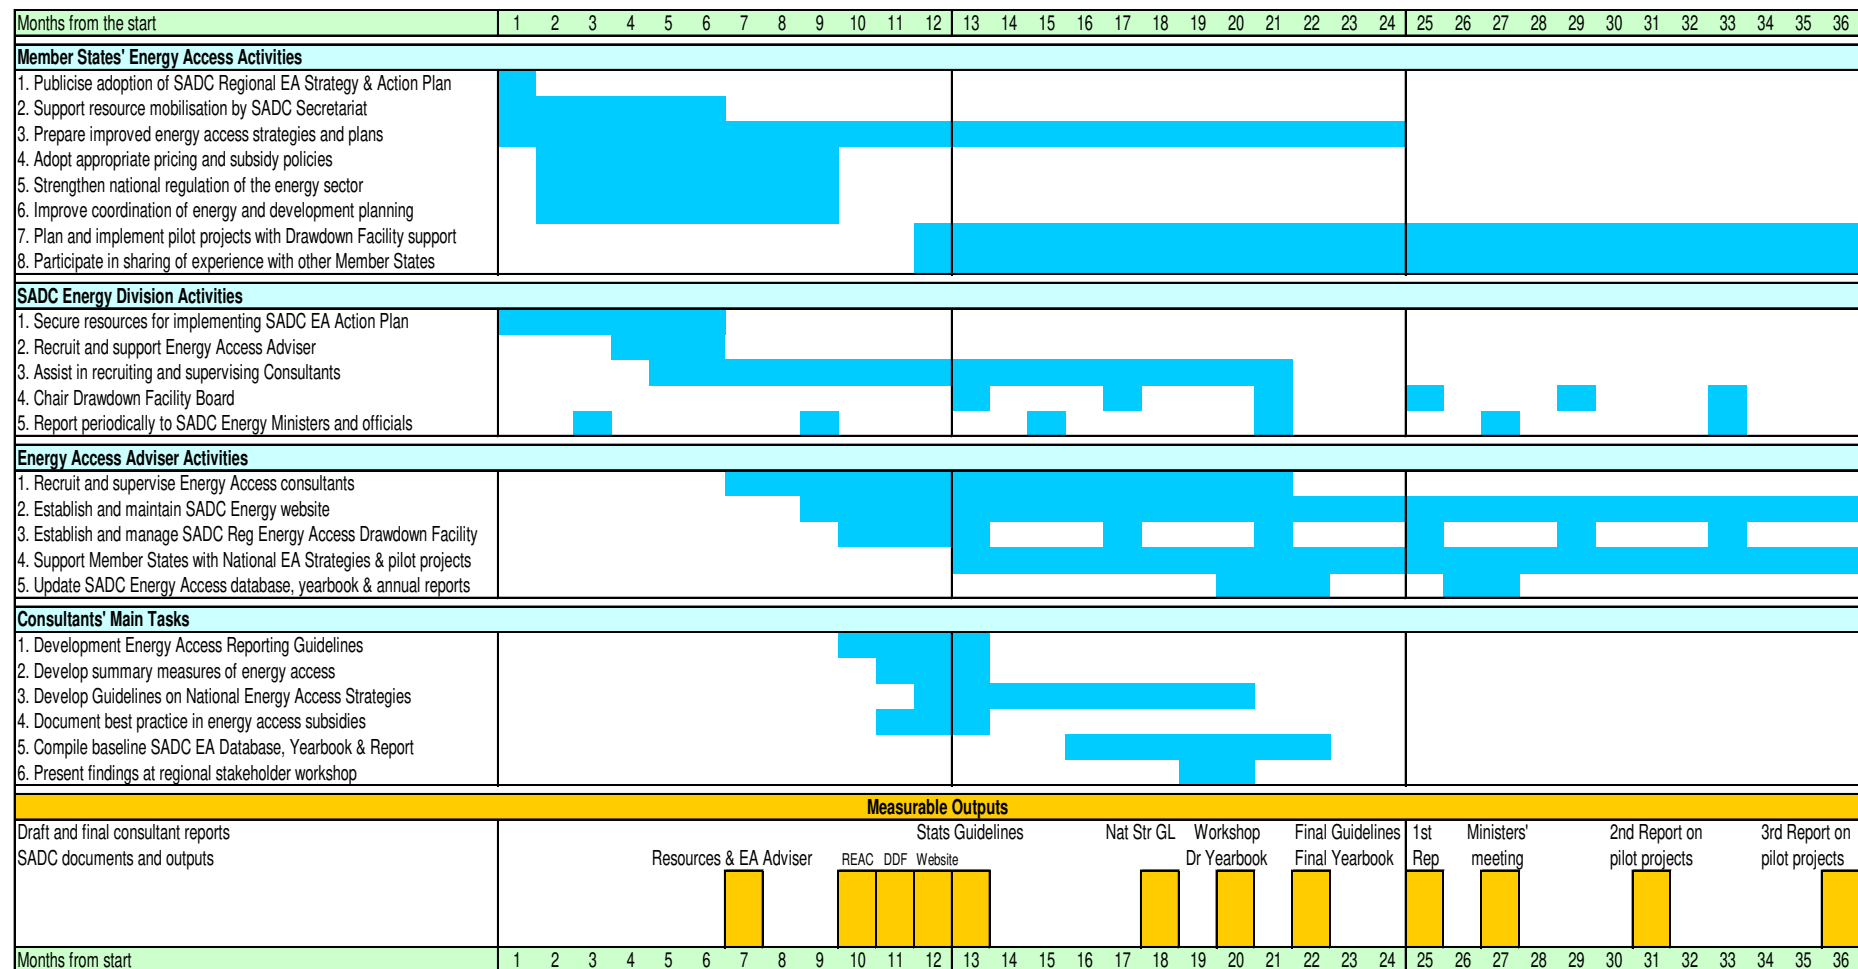 Months from the start 1 2 3 4 5 6 7 8 9 10 11 12 13 14 15 16 17 18 19 20 21 22 23 24 25 26 27 28 29 30 31 32 33 34 35 36
Member States' Energy Access Activities
1. Publicise adoption of SADC Regional EA Strategy & Action Plan
2. Support resource mobilisation by SADC Secretariat
3. Prepare improved energy access strategies and plans
4. Adopt appropriate pricing and subsidy policies
5. Strengthen national regulation of the energy sector
6. Improve coordination of energy and development planning
7. Plan and implement pilot projects with Drawdown Facility support
8. Participate in sharing of experience with other Member States
SADC Energy Division Activities
1. Secure resources for implementing SADC EA Action Plan
2. Recruit and support Energy Access Adviser
3. Assist in recruiting and supervising Consultants
4. Chair Drawdown Facility Board
5. Report periodically to SADC Energy Ministers and officials
Energy Access Adviser Activities
1. Recruit and supervise Energy Access consultants
2. Establish and maintain SADC Energy website
3. Establish and manage SADC Reg Energy Access Drawdown Facility
4. Support Member States with National EA Strategies & pilot projects
5. Update SADC Energy Access database, yearbook & annual reports
Consultants' Main Tasks
1. Development Energy Access Reporting Guidelines
2. Develop summary measures of energy access
3. Develop Guidelines on National Energy Access Strategies
4. Document best practice in energy access subsidies
5. Compile baseline SADC EA Database, Yearbook & Report
6. Present findings at regional stakeholder workshop
Measurable Outputs
Draft and final consultant reports Stats Guidelines Nat Str GL Workshop Final Guidelines 1st Ministers' 2nd Report on 3rd Report on
SADC documents and outputs Resources & EA Adviser REAC DDF Website Dr Yearbook Final Yearbook Rep meeting pilot projects pilot projects
Months from start 1 2 3 4 5 6 7 8 9 10 11 12 13 14 15 16 17 18 19 20 21 22 23 24 25 26 27 28 29 30 31 32 33 34 35 36